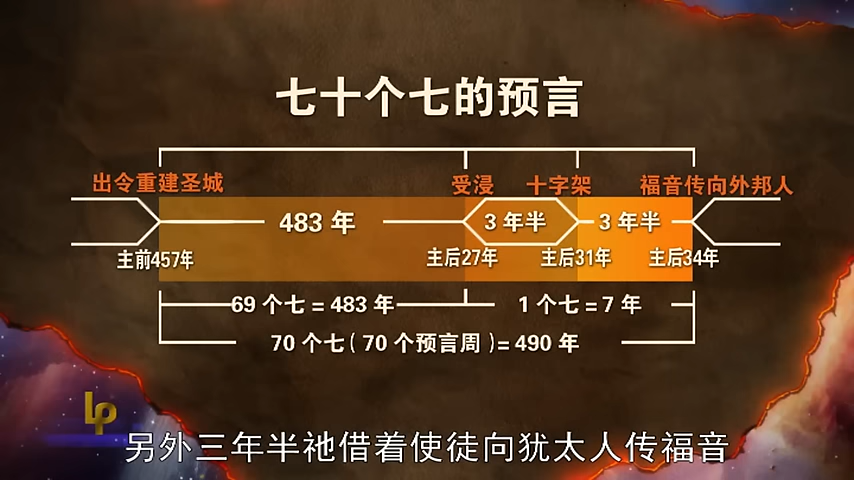 七十个七的预言
出令重建圣城 受浸 十字架 福音传向外邦人
483 年 3 年半 3 年半
主前457年 主后27年 主后31年 主后34年
69 个七 = 483 年 1 个七 = 7 年
70 个七 ( 70 个预言周 ) = 490 年
Lp
另外三年半祂借着使徒向犹太人传福音